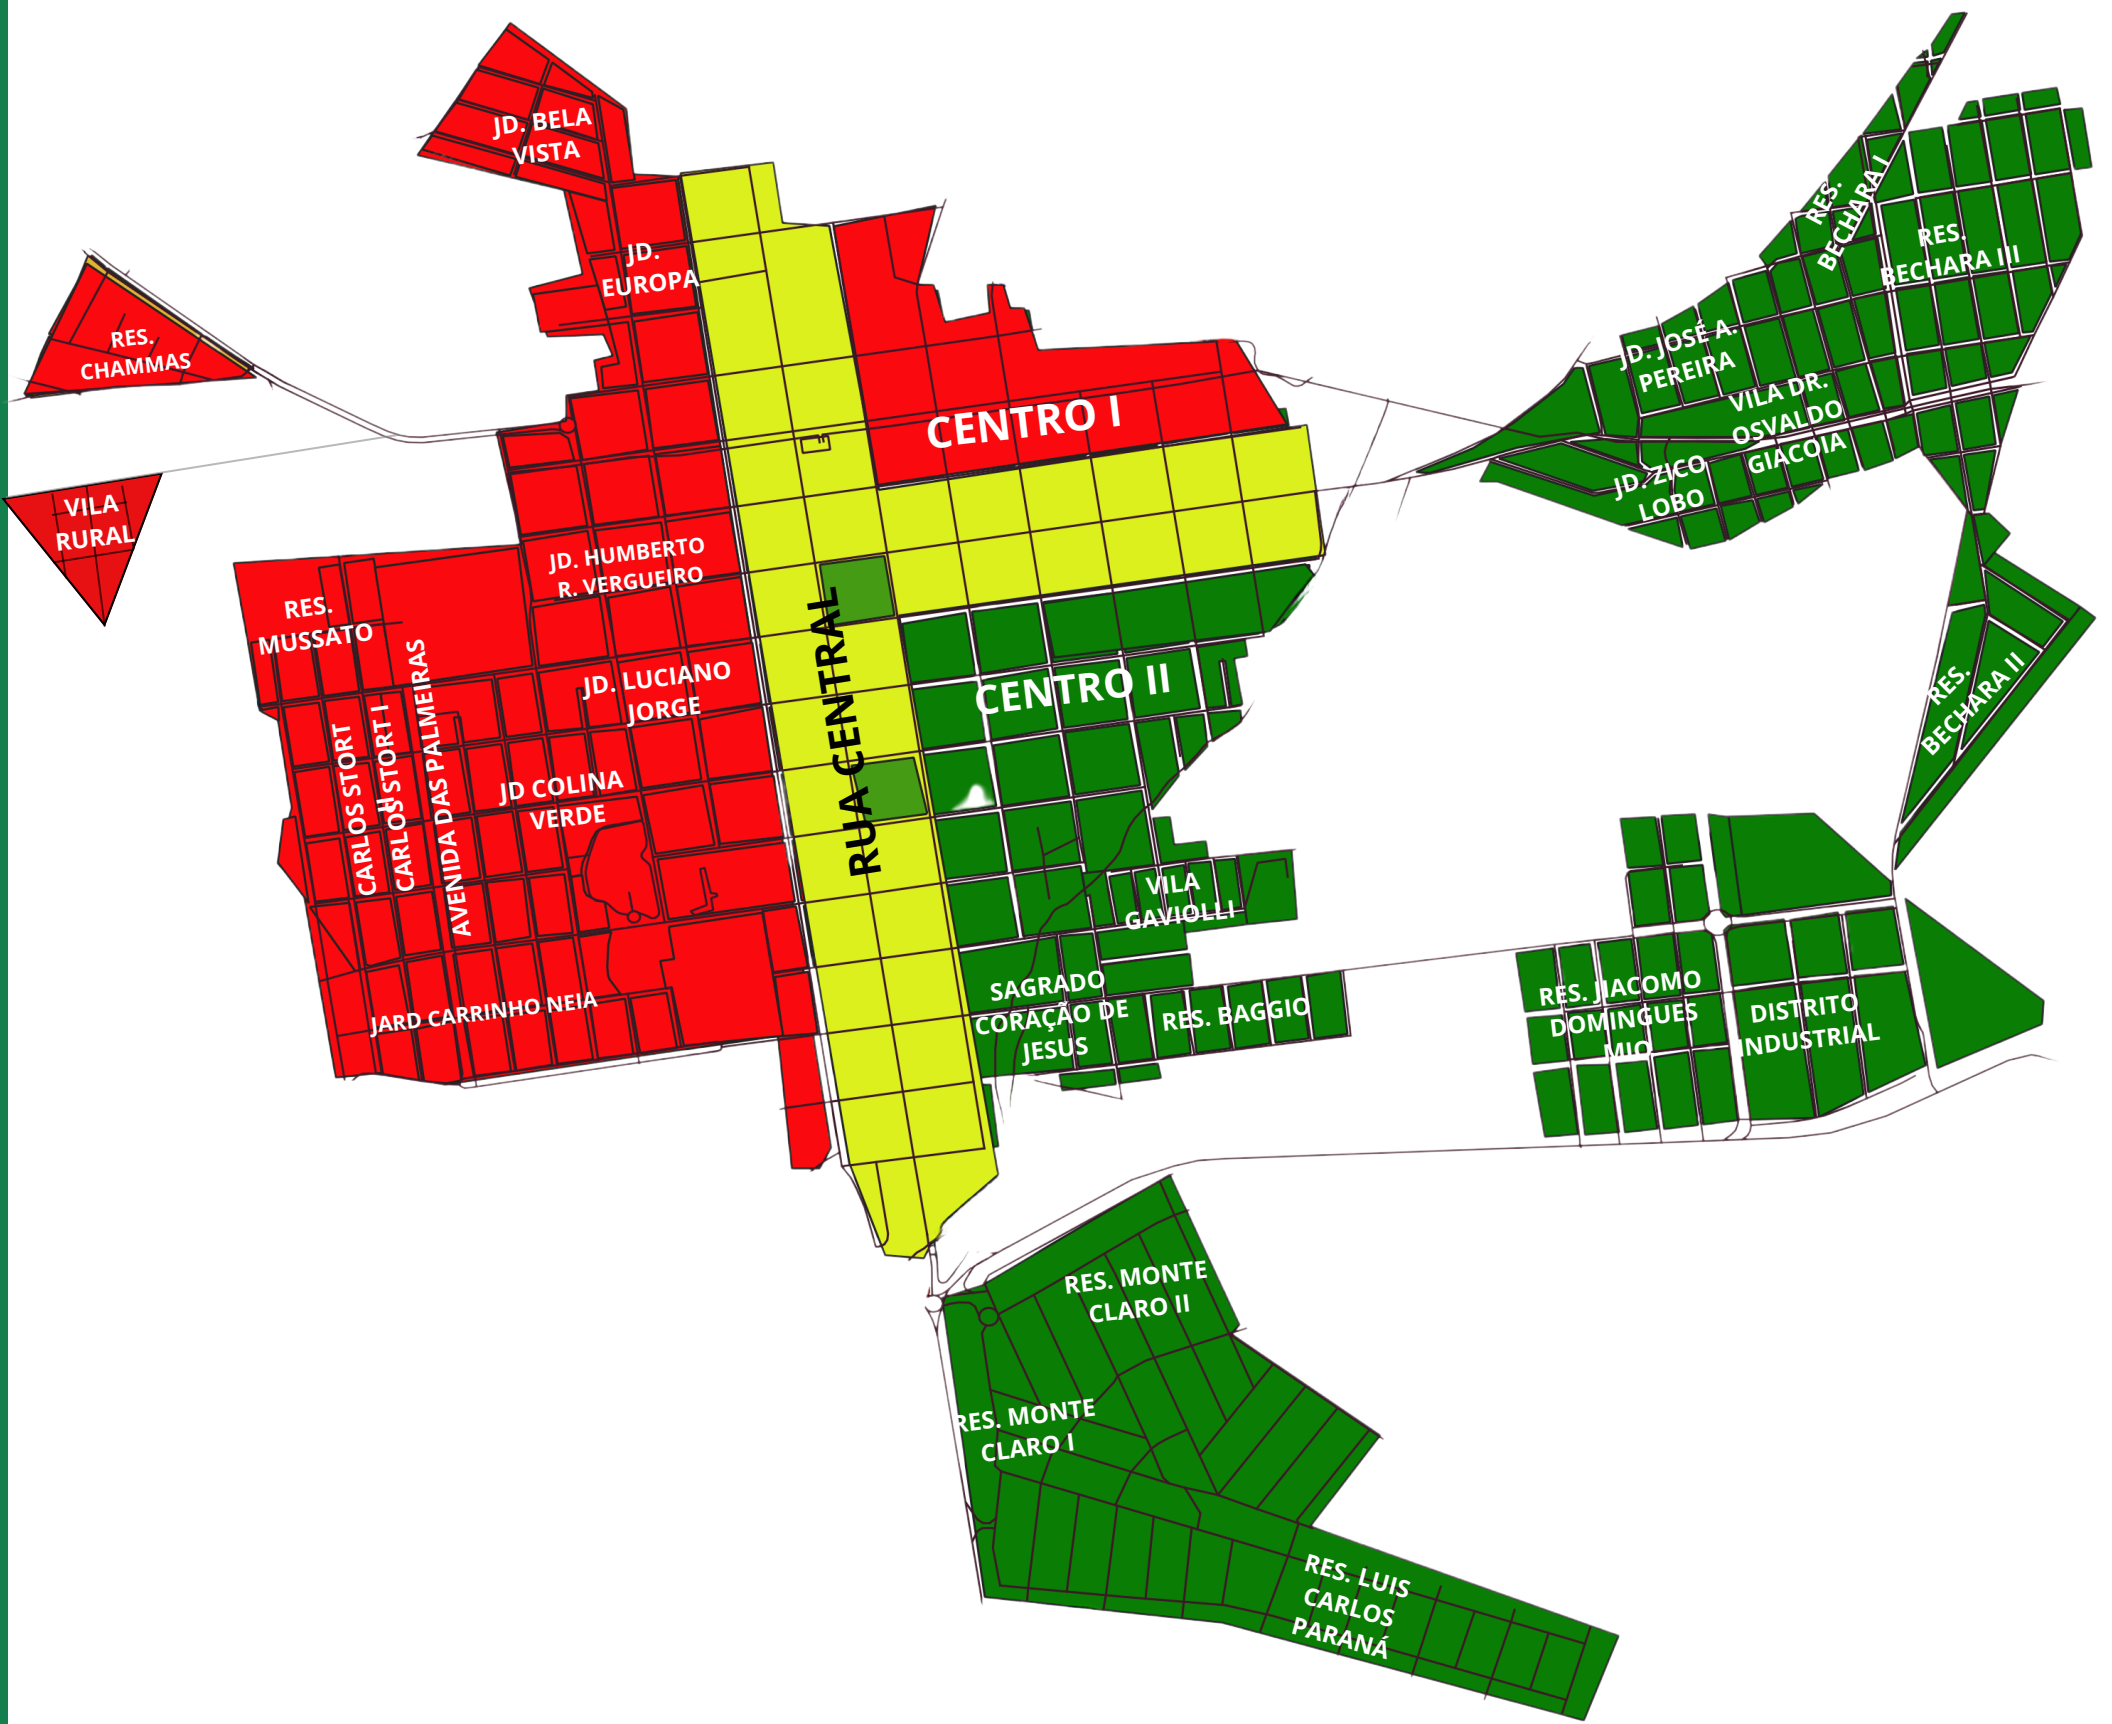 JD. BELA
VISTA
JD.
EUROPA
RES.
CHAMMAS
VILA
RURAL
CENTRO I
RES.
BECHARA I
RES.
BECHARA III
JD. JOSÉ A.
PEREIRA
VILA DR.
OSVALDO
GIACOIA
JD. ZICO
LOBO
JD. HUMBERTO
R. VERGUEIRO
RES.
MUSSATO
JD. LUCIANO
JORGE
CENTRO II
RUA CENTRAL
RES.
BECHARA II
CARLOS STORT
CARLOS STORT I
AVENIDA DAS PALMEIRAS
JD COLINA
VERDE
VILA
GAVIOLLI
JARD CARRINHO NEIA
SAGRADO
CORAÇÃO DE
JESUS
RES. BAGGIO
RES. JIACOMO
DOMINGUES
MIO
DISTRITO
INDUSTRIAL
RES. MONTE
CLARO II
RES. MONTE
CLARO I
RES. LUIS
CARLOS
PARANÁ